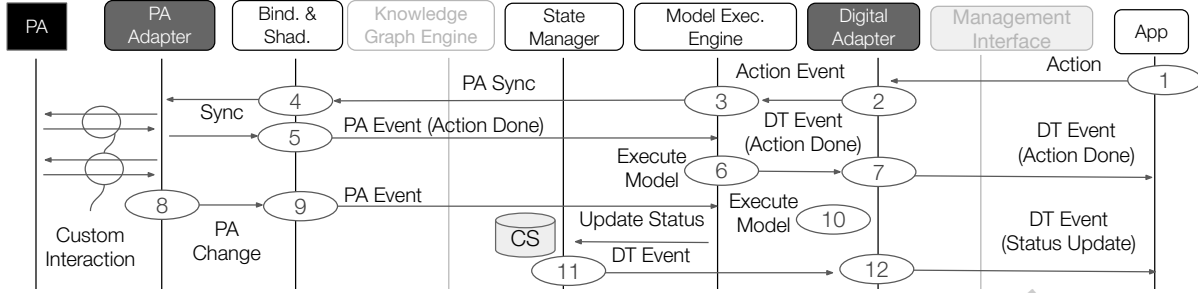 PA
PA
Adapter
Bind. &
Shad.
Knowledge
Graph Engine
State
Manager
Model Exec.
Engine
Digital
Adapter
Management
Interface
App
Action
1
Action Event
2
PA Sync
3
4
Sync
5
PA Event (Action Done)
DT Event
(Action Done)
DT Event
(Action Done)
Execute
Model
6
7
8
9
PA Event
PA
Change
Custom
Interaction
Execute
Model
10
Update Status
CS
DT Event
11
12
DT Event
(Status Update)